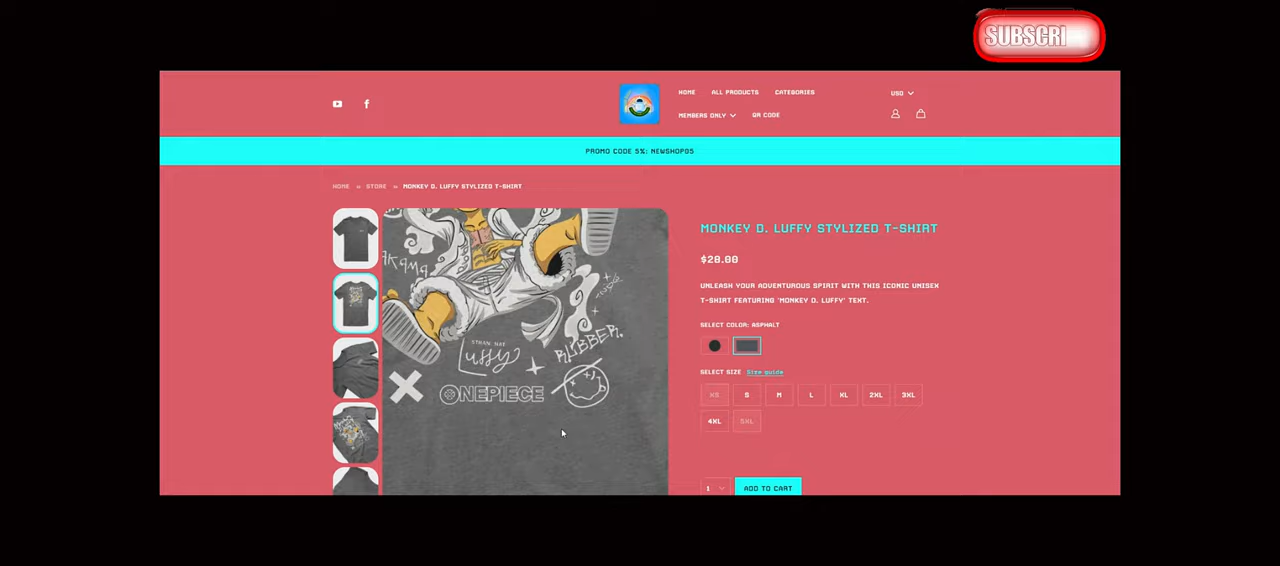 SUBSCRI
HOME ALL PRODUCTS CATEGORIES
USD
MEMBERS ONLY QR CODE
PROMO CODE 5%: NEWSHOP05
HOME » STORE » MONKEY D. LUFFY STYLIZED T-SHIRT
MONKEY D. LUFFY STYLIZED T-SHIRT
$28.00
UNLEASH YOUR ADVENTUROUS SPIRIT WITH THIS ICONIC UNISEX
T-SHIRT FEATURING 'MONKEY D. LUFFY' TEXT.
SELECT COLOR: ASPHALT
SELECT SIZE Size guide
XS S M L XL 2XL 3XL
4XL 5XL
1 ADD TO CART
Luffy
RUBBER.
ONEPIECE